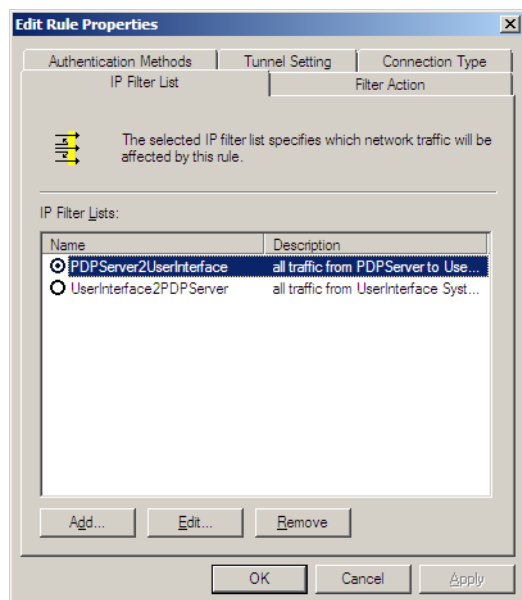 Edit Rule Properties
Authentication Methods Tunnel Setting Connection Type
IP Filter List Filter Action
The selected IP filter list specifies which network traffic will be
affected by this rule.
IP Filter Lists:
Name Description
PDPServer2UserInterface all traffic from PDPServer to Use...
UserInterface2PDPServer all traffic from UserInterface Syst...
Add... Edit... Remove
OK Cancel Apply